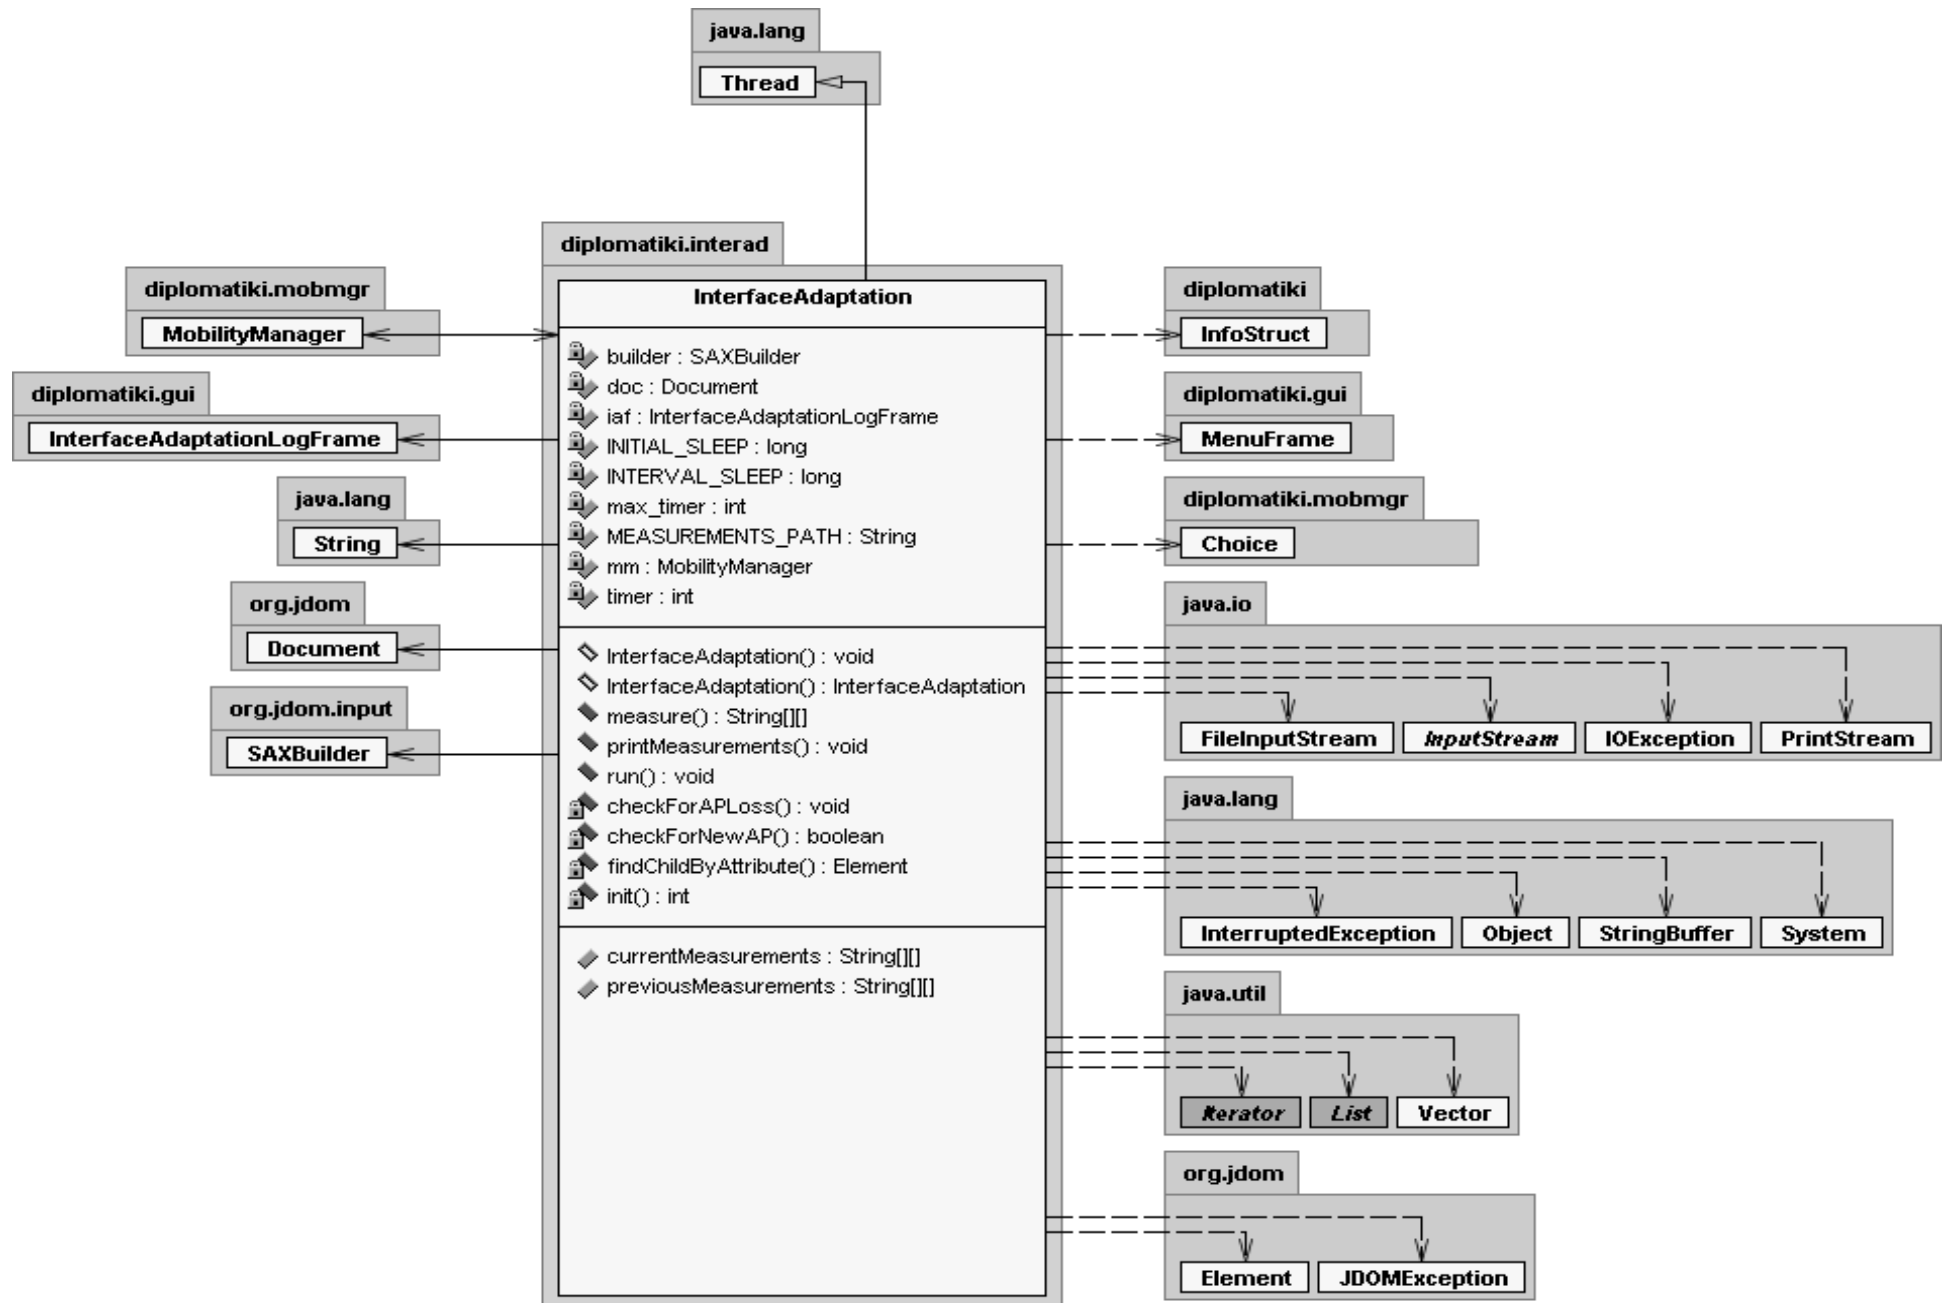 java.lang
Thread
diplomatiki.interad
InterfaceAdaptation
builder : SAXBuilder
doc : Document
iaf : InterfaceAdaptationLogFrame
INITIAL_SLEEP : long
INTERVAL_SLEEP : long
max_timer : int
MEASUREMENTS_PATH : String
mm : MobilityManager
timer : int
InterfaceAdaptation() : void
InterfaceAdaptation() : InterfaceAdaptation
measure() : String[][]
printMeasurements() : void
run() : void
checkForAPLoss() : void
checkForNewAP() : boolean
findChildByAttribute() : Element
init() : int
currentMeasurements : String[][]
previousMeasurements : String[][]
diplomatiki.mobmgr
MobilityManager
diplomatiki.gui
InterfaceAdaptationLogFrame
java.lang
String
org.jdom
Document
org.jdom.input
SAXBuilder
diplomatiki
InfoStruct
diplomatiki.gui
MenuFrame
diplomatiki.mobmgr
Choice
java.io
FileInputStream InputStream IOException PrintStream
java.lang
InterruptedException Object StringBuffer System
java.util
Iterator List Vector
org.jdom
Element JDOMException